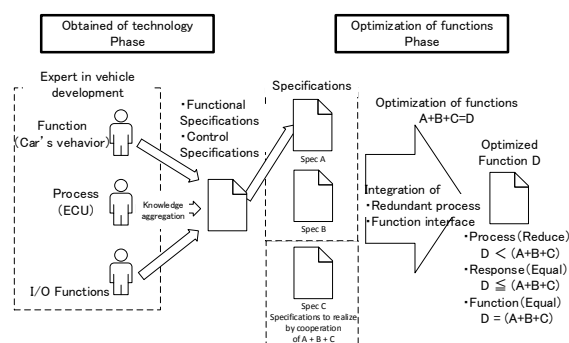 Obtained of technology
Phase
Optimization of functions
Phase
Expert in vehicle
development
Function
(Car's vehavior)
Process
(ECU)
I/O Functions
・Functional
Specifications
・Control
Specifications
Knowledge
aggregation
Specifications
Spec A
Spec B
Spec C
Specifications to realize
by cooperation
of A + B + C
Optimization of functions
A+B+C=D
Integration of
・Redundant process
・Function interface
Optimized
Function D
・Process(Reduce)
D < (A+B+C)
・Response(Equal)
D ≦ (A+B+C)
・Function(Equal)
D = (A+B+C)